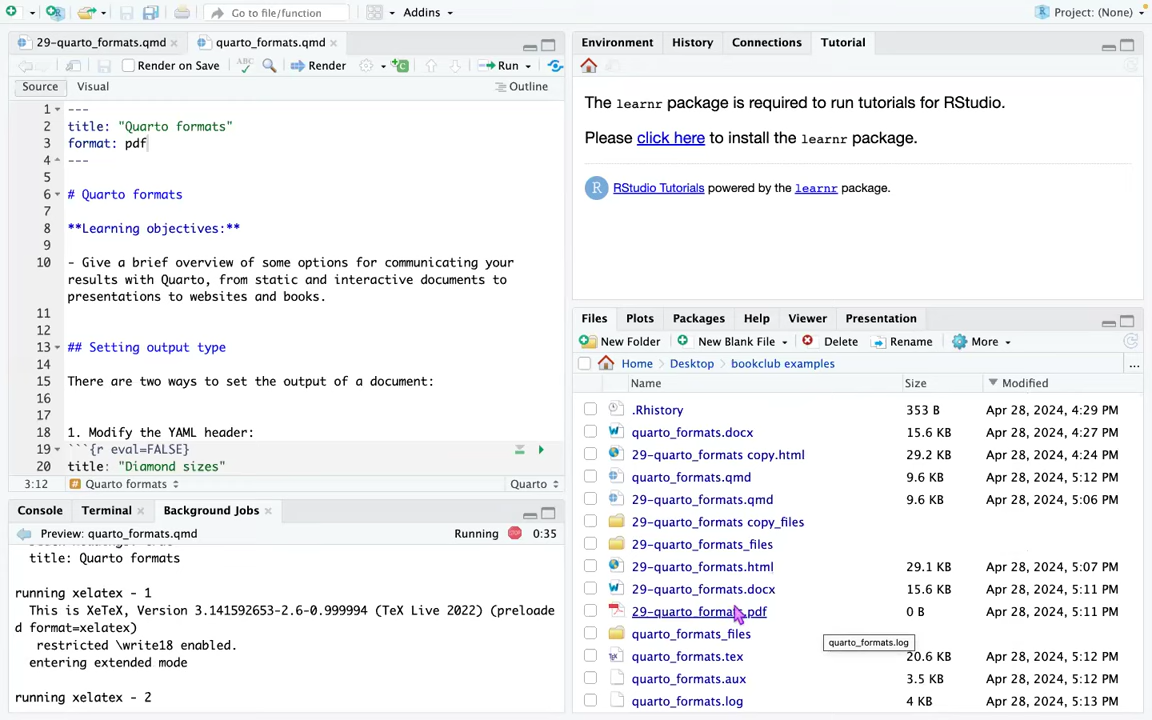 Go to file/function
Addins
Project: (None)
29-quarto_formats.qmd
quarto_formats.qmd
Render on Save
ABC
Render
Run
Source
Visual
Outline
1 ---
2 title: "Quarto formats"
3 format: pdf
4 ---
5
6 # Quarto formats
7
8 **Learning objectives:**
9
10 - Give a brief overview of some options for communicating your
results with Quarto, from static and interactive documents to
presentations to websites and books.
11
12
13 ## Setting output type
14
15 There are two ways to set the output of a document:
16
17
18 1. Modify the YAML header:
19 ```{r eval=FALSE}
20 title: "Diamond sizes"
3:12
# Quarto formats
Quarto
Console
Terminal
Background Jobs
Preview: quarto_formats.qmd
Running
0:35
title: Quarto formats
running xelatex - 1
This is XeTeX, Version 3.141592653-2.6-0.999994 (TeX Live 2022) (preloade
d format=xelatex)
restricted \write18 enabled.
entering extended mode
running xelatex - 2
Environment
History
Connections
Tutorial
The learnr package is required to run tutorials for RStudio.
Please click here to install the learnr package.
R
RStudio Tutorials powered by the learnr package.
Files
Plots
Packages
Help
Viewer
Presentation
New Folder
New Blank File
Delete
Rename
More
Home > Desktop > bookclub examples
...
Name Size Modified
.Rhistory 353 B Apr 28, 2024, 4:29 PM
quarto_formats.docx 15.6 KB Apr 28, 2024, 4:27 PM
29-quarto_formats copy.html 29.2 KB Apr 28, 2024, 4:24 PM
quarto_formats.qmd 9.6 KB Apr 28, 2024, 5:12 PM
29-quarto_formats.qmd 9.6 KB Apr 28, 2024, 5:06 PM
29-quarto_formats copy_files
29-quarto_formats_files
29-quarto_formats.html 29.1 KB Apr 28, 2024, 5:07 PM
29-quarto_formats.docx 15.6 KB Apr 28, 2024, 5:11 PM
29-quarto_formats.pdf 0 B Apr 28, 2024, 5:11 PM
quarto_formats_files
quarto_formats.log
quarto_formats.tex 20.6 KB Apr 28, 2024, 5:12 PM
quarto_formats.aux 3.5 KB Apr 28, 2024, 5:12 PM
quarto_formats.log 4 KB Apr 28, 2024, 5:13 PM